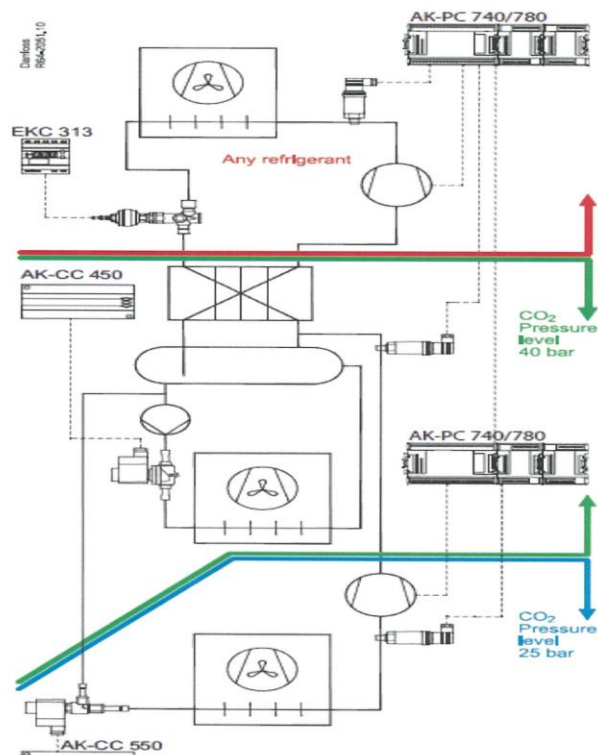 Danfoss
R64-2051.10
AK-PC 740/780
EKC 313
Any refrigerant
AK-CC 450
CO₂
Pressure
level
40 bar
AK-PC 740/780
CO₂
Pressure
level
25 bar
AK-CC 550